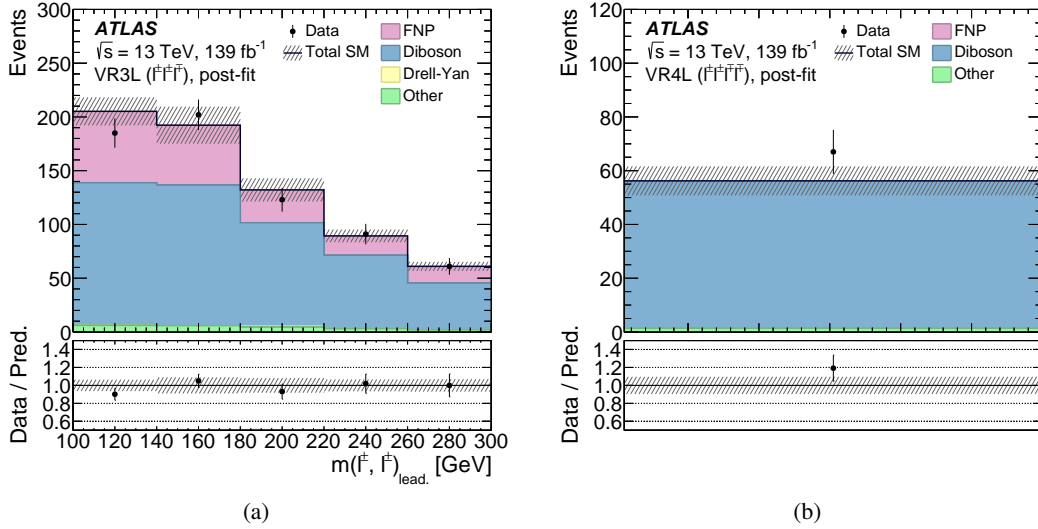 ATLAS
√s = 13 TeV, 139 fb⁻¹
VR3L (l±l±l∓), post-fit
Data
Total SM
FNP
Diboson
Drell-Yan
Other
Events
300
250
200
150
100
50
0
Data / Pred.
1.4
1.2
1.0
0.8
0.6
100 120 140 160 180 200 220 240 260 280 300
m(l±, l±)lead. [GeV]
(a)
ATLAS
√s = 13 TeV, 139 fb⁻¹
VR4L (l±l±l∓l∓), post-fit
Data
Total SM
FNP
Diboson
Other
Events
120
100
80
60
40
20
0
Data / Pred.
1.4
1.2
1.0
0.8
0.6
(b)